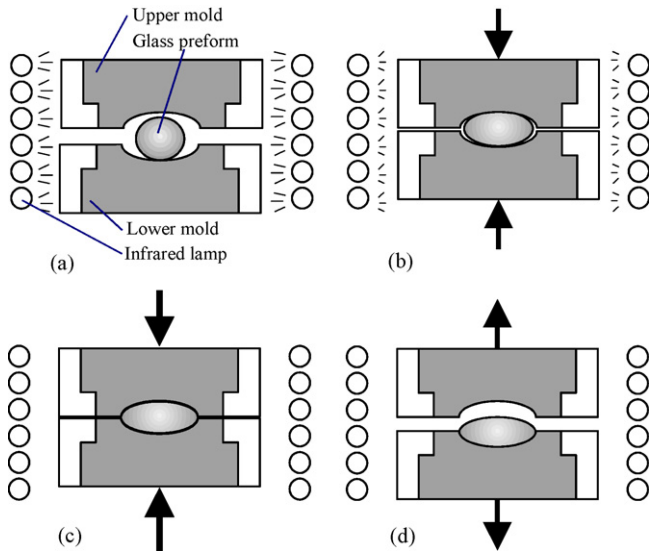 Upper mold
Glass preform
Lower mold
Infrared lamp
(a)
(b)
(c)
(d)